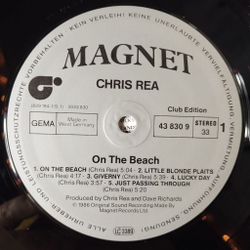 MAGNET
CHRIS REA
Club Edition
GEMA
Made in
West Germany
43 830 9
STEREO
33
1
On The Beach
1. ON THE BEACH (Chris Rea) 5:04 - 2. LITTLE BLONDE PLAITS
(Chris Rea) 4:17 - 3. GIVERNY (Chris Rea) 4:4 - 4. LUCKY DAY
(Chris Rea) 3:57 - 5. JUST PASSING THROUGH
(Chris Rea) 5:20
Produced by Chris Rea and Dave Richards
℗ 1986 Original Sound Recording Made By
Magnet Records Ltd.
LC 3380